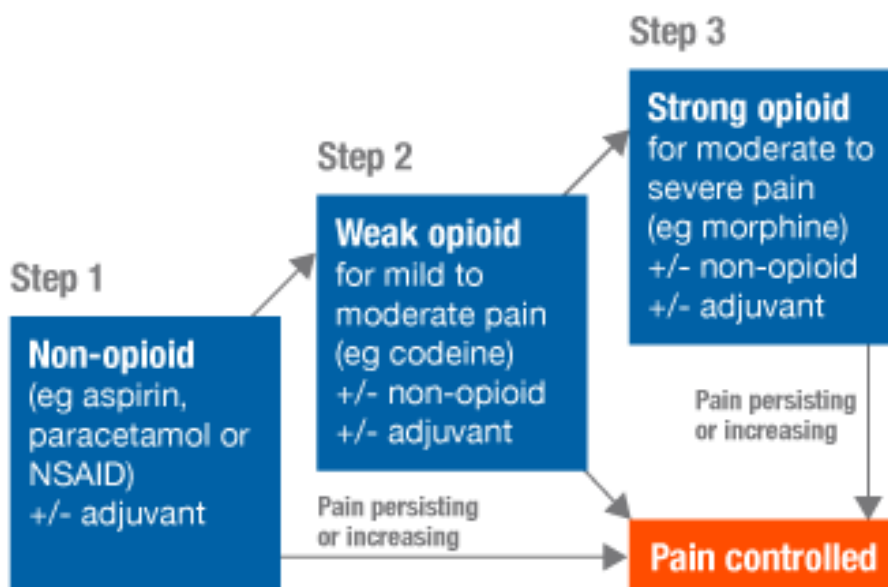 Step 1
Non-opioid
(eg aspirin,
paracetamol or
NSAID)
+/- adjuvant
Step 2
Weak opioid
for mild to
moderate pain
(eg codeine)
+/- non-opioid
+/- adjuvant
Step 3
Strong opioid
for moderate to
severe pain
(eg morphine)
+/- non-opioid
+/- adjuvant
Pain persisting
or increasing
Pain persisting
or increasing
Pain controlled